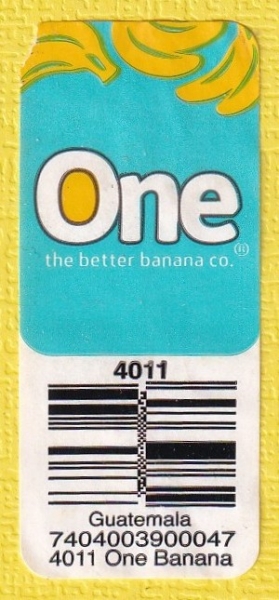 One
the better banana co.®
4011
Guatemala
7404003900047
4011 One Banana